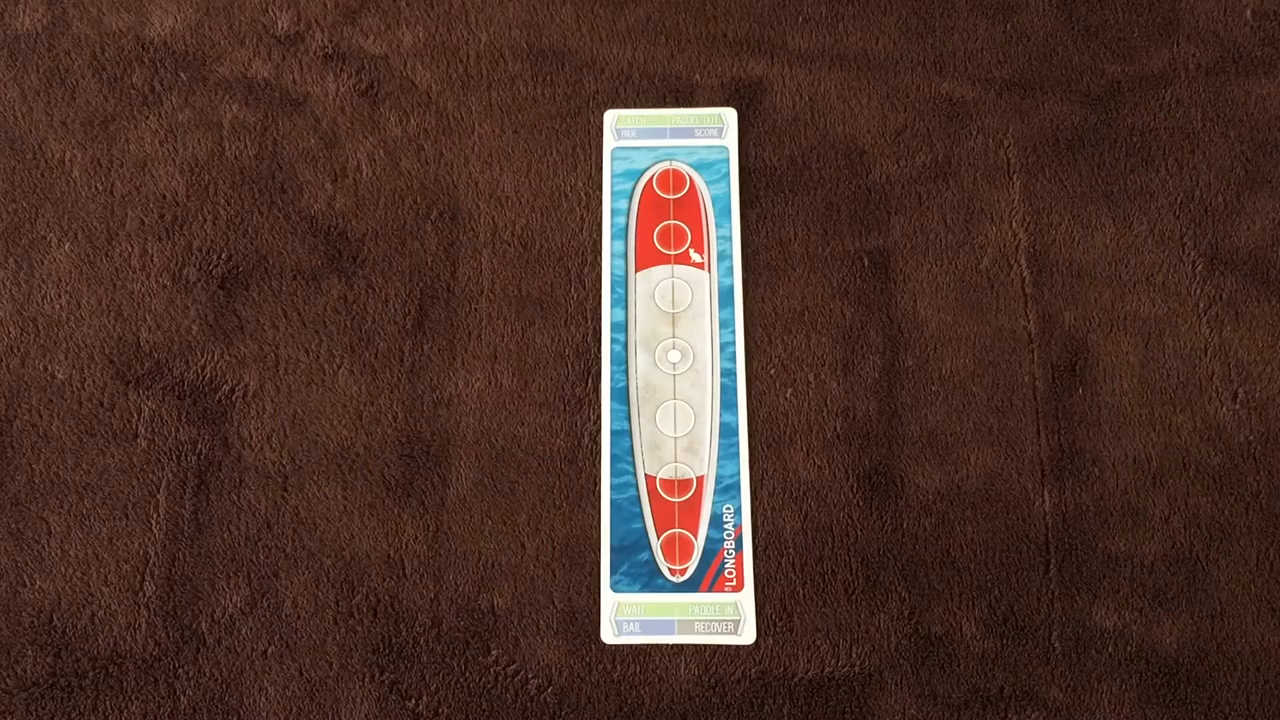 CATCH PADDLE OUT
RIDE SCORE
LONGBOARD
WAIT PADDLE IN
BAIL RECOVER